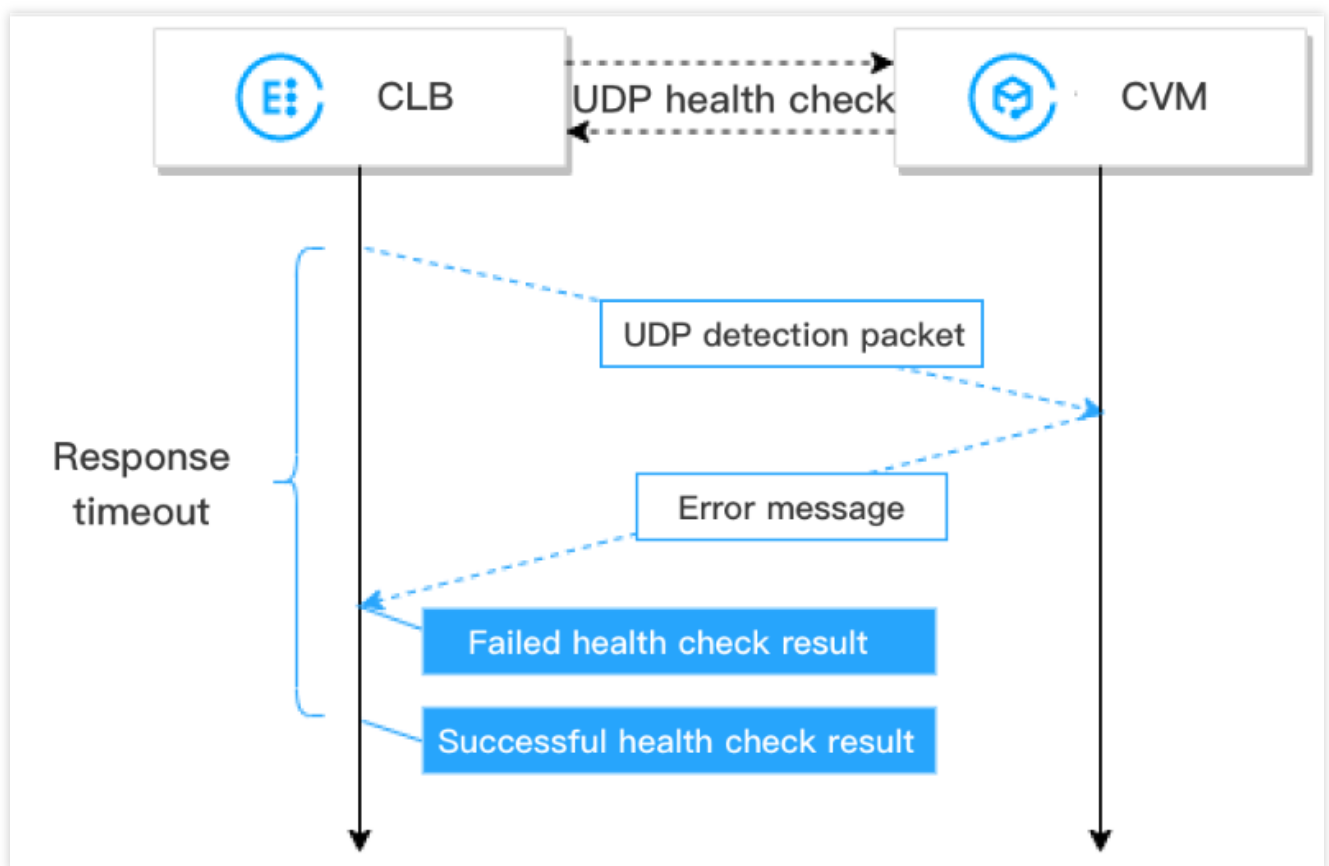 CLB
UDP health check
CVM
UDP detection packet
Response
timeout
Error message
Failed health check result
Successful health check result